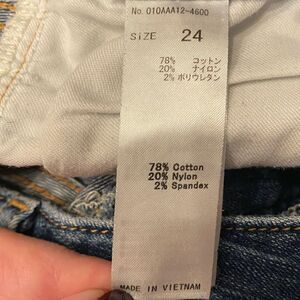 No. 010AAA12-4600
SIZE 24
78% コットン
20% ナイロン
2% ポリウレタン
78% Cotton
20% Nylon
2% Spandex
MADE IN VIETNAM